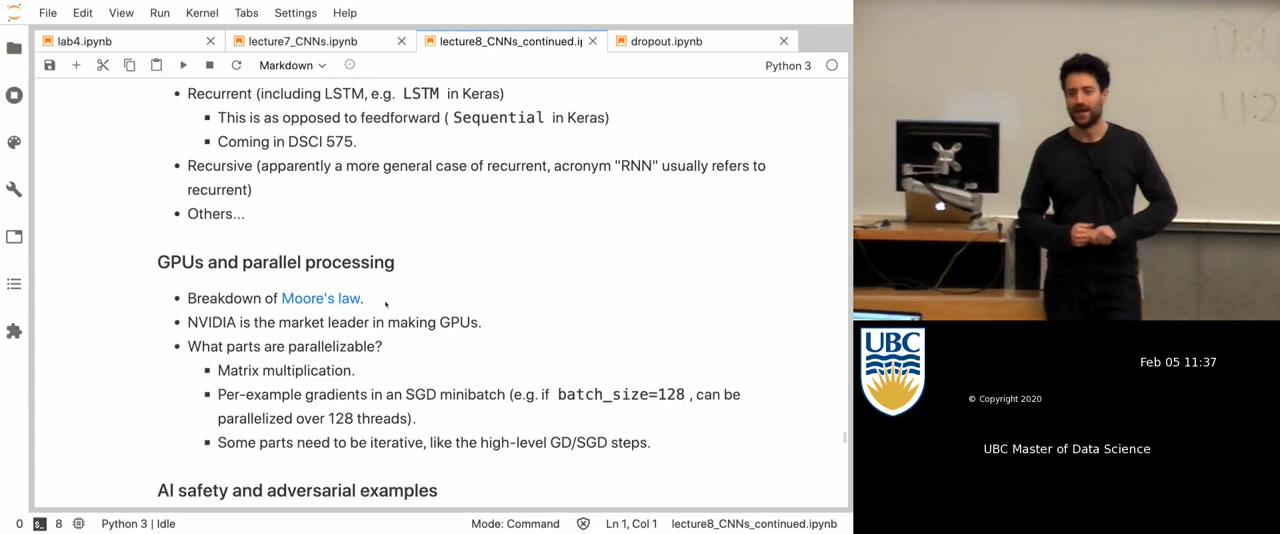 File Edit View Run Kernel Tabs Settings Help
lab4.ipynb
lecture7_CNNs.ipynb
lecture8_CNNs_continued.i
dropout.ipynb
Markdown
Python 3
• Recurrent (including LSTM, e.g. LSTM in Keras)
▪ This is as opposed to feedforward ( Sequential in Keras)
▪ Coming in DSCI 575.
• Recursive (apparently a more general case of recurrent, acronym "RNN" usually refers to
recurrent)
• Others...
GPUs and parallel processing
• Breakdown of Moore's law.
• NVIDIA is the market leader in making GPUs.
• What parts are parallelizable?
▪ Matrix multiplication.
▪ Per-example gradients in an SGD minibatch (e.g. if batch_size=128 , can be
parallelized over 128 threads).
▪ Some parts need to be iterative, like the high-level GD/SGD steps.
AI safety and adversarial examples
0 8 Python 3 | Idle Mode: Command Ln 1, Col 1 lecture8_CNNs_continued.ipynb
11:2
UBC
Feb 05 11:37
© Copyright 2020
UBC Master of Data Science